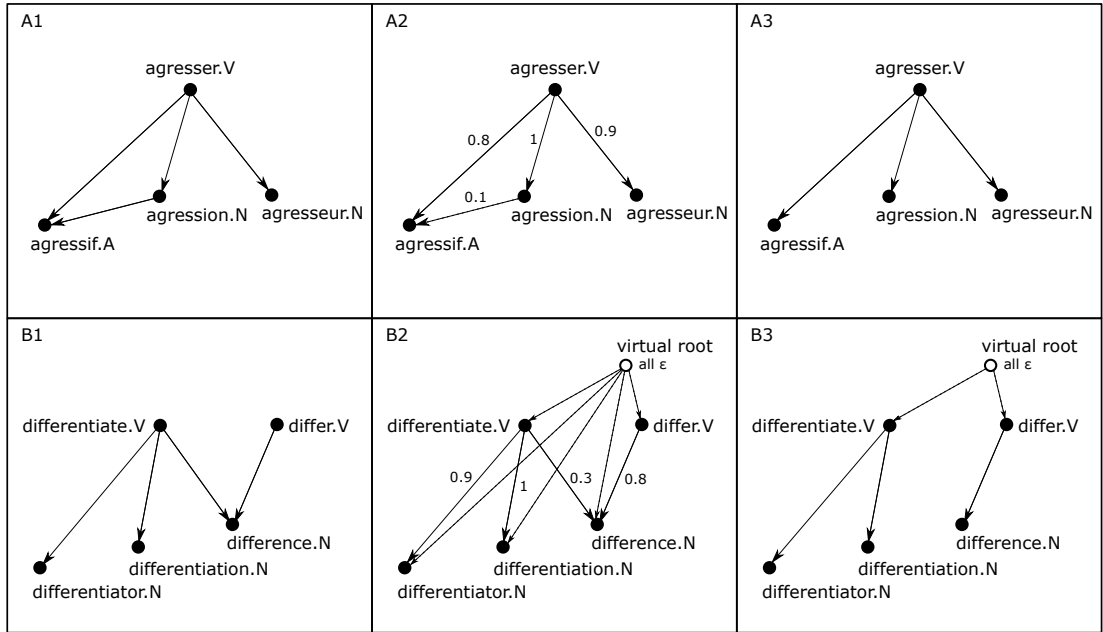 A1
agresser.V
agression.N
agresseur.N
agressif.A
A2
agresser.V
0.8
1
0.9
0.1
agression.N
agresseur.N
agressif.A
A3
agresser.V
agression.N
agresseur.N
agressif.A
B1
differentiate.V
differ.V
difference.N
differentiation.N
differentiator.N
B2
virtual root
all ε
differentiate.V
differ.V
0.9
1
0.3
0.8
difference.N
differentiation.N
differentiator.N
B3
virtual root
all ε
differentiate.V
differ.V
difference.N
differentiation.N
differentiator.N